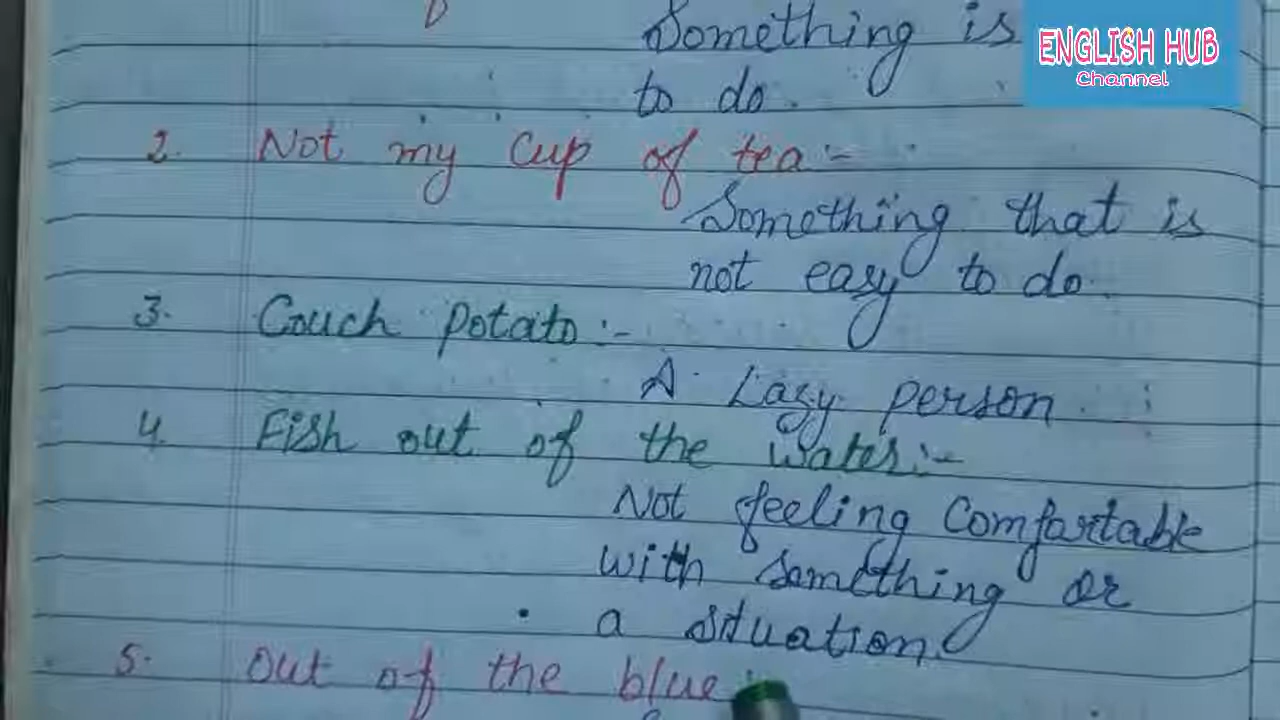 Something is
ENGLISH HUB
Channel
to do.
2. Not my Cup of tea:-
Something that is
not easy to do.
3. Couch potato:-
A Lazy person
4. Fish out of the water:-
Not feeling Comfortable
with something or
a situation.
5. Out of the blue